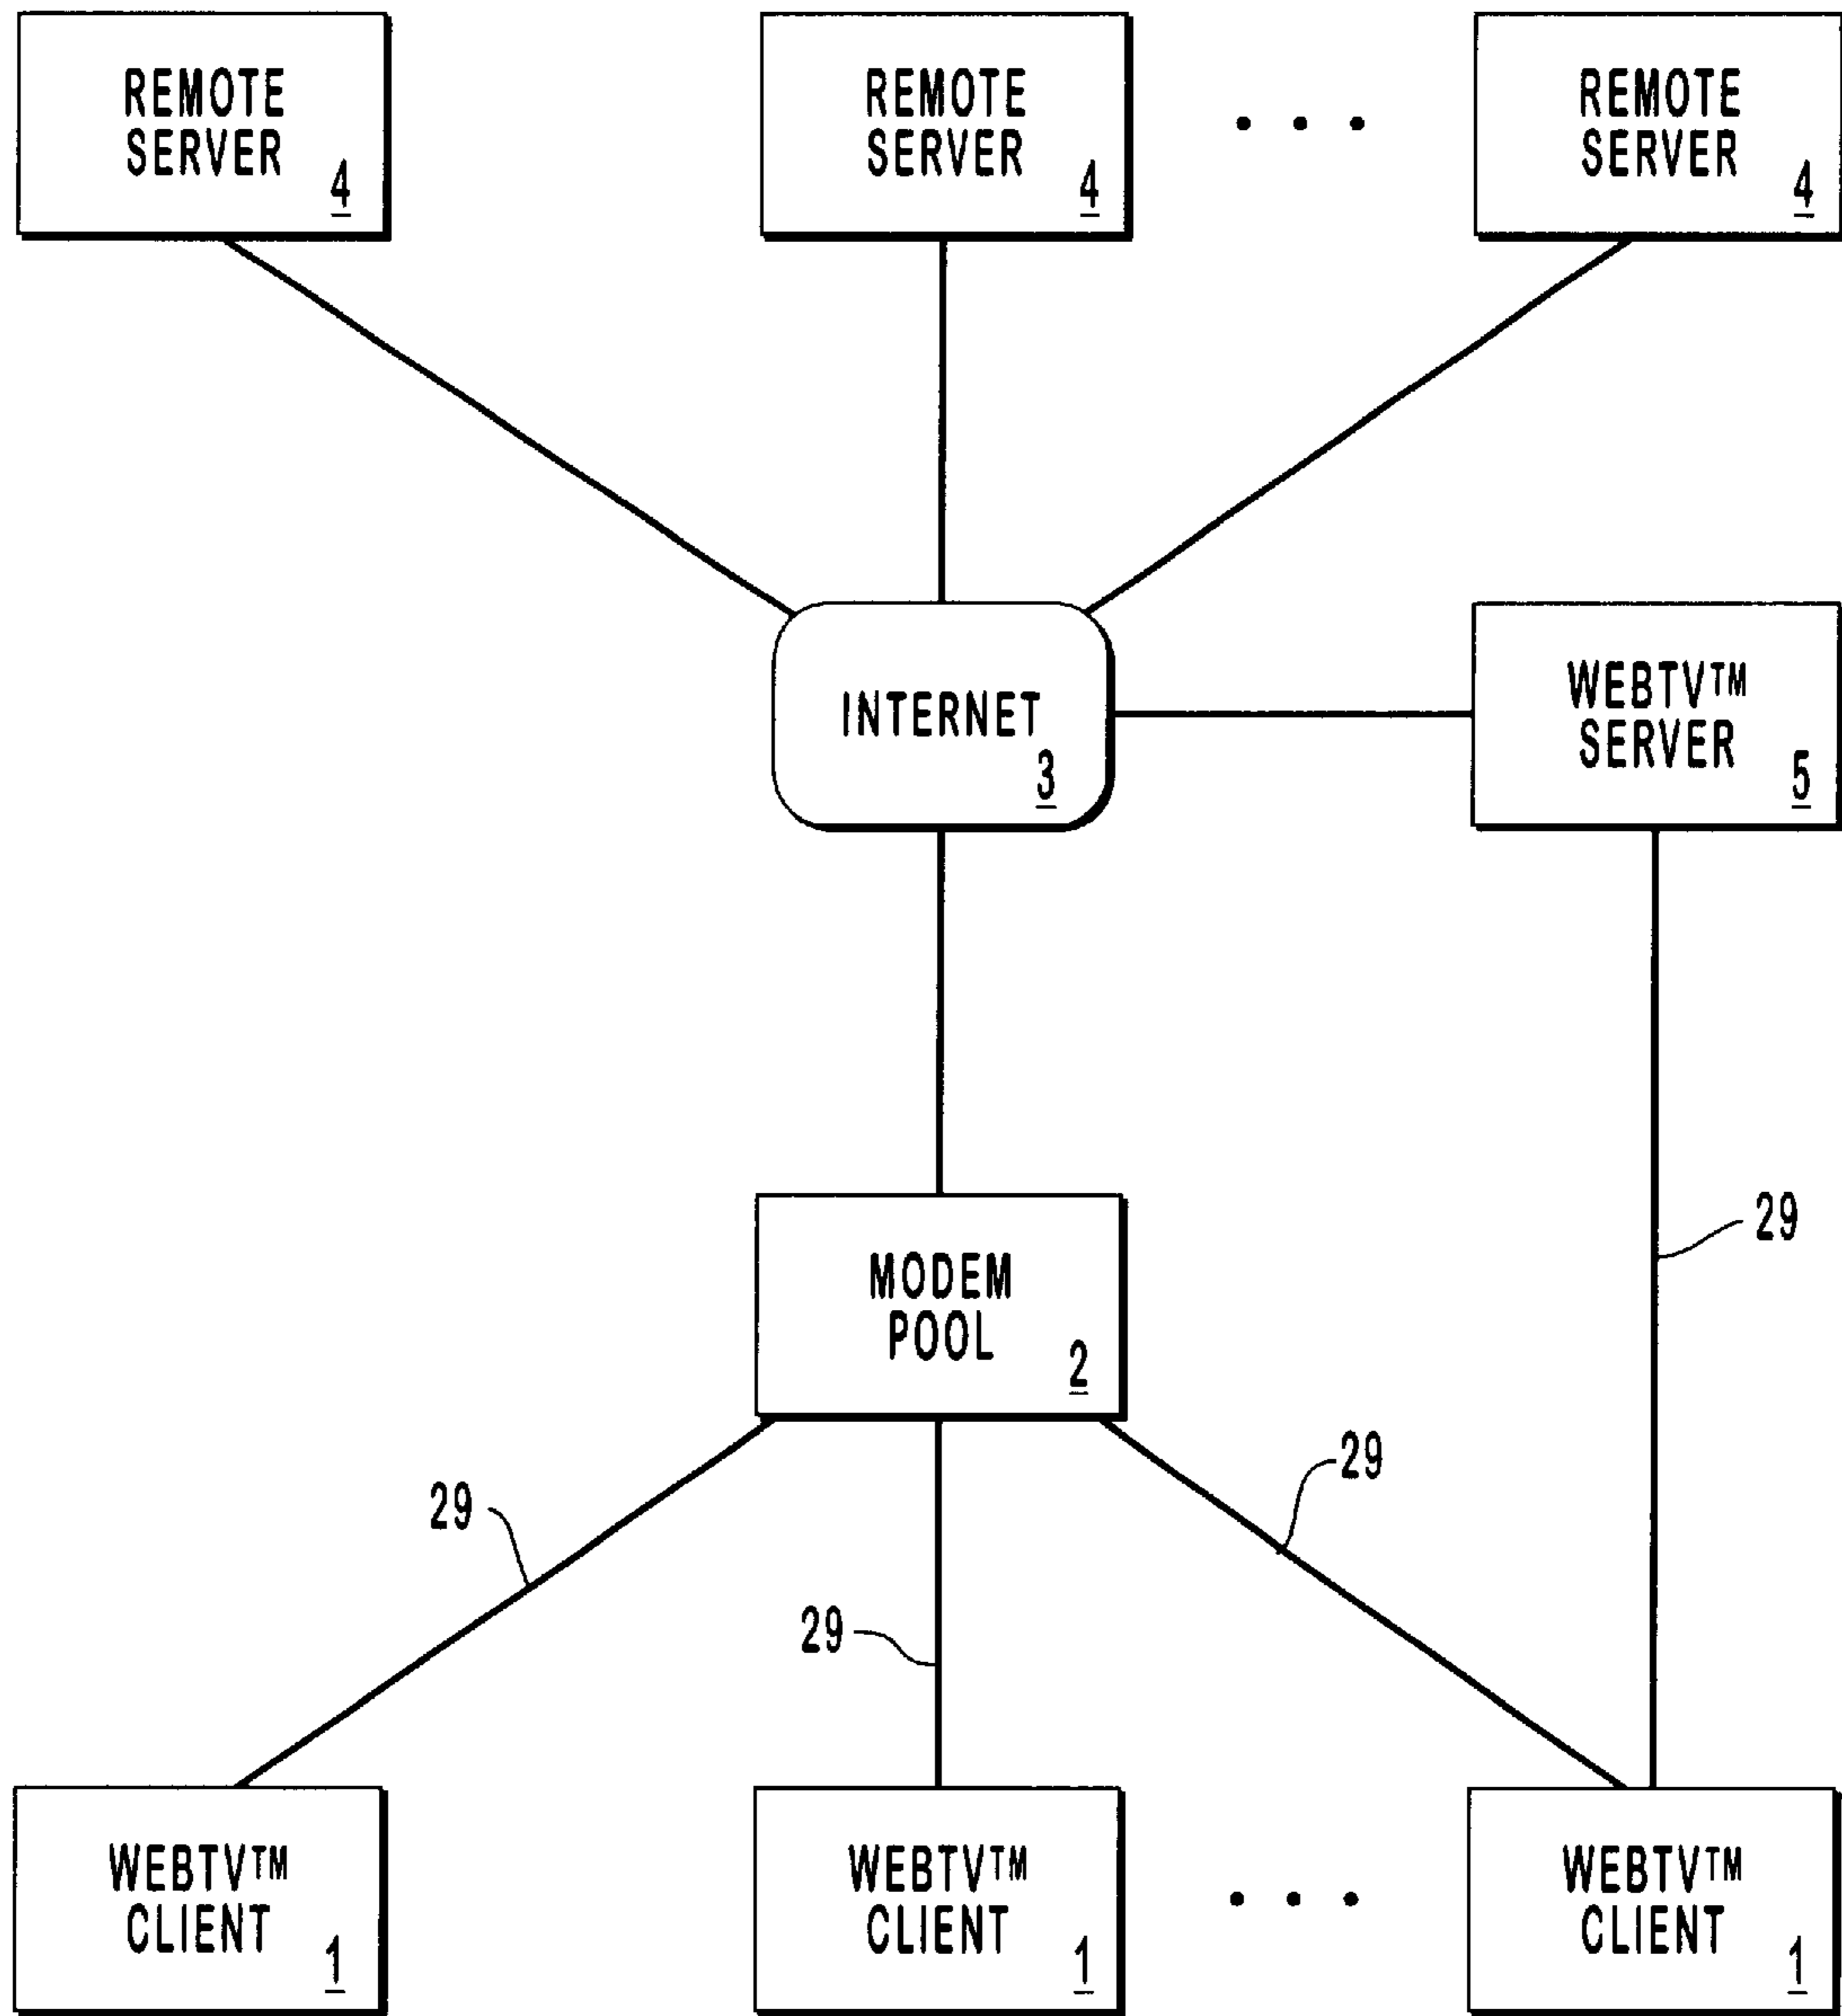 REMOTE
SERVER
4
REMOTE
SERVER
4
• • •
REMOTE
SERVER
4
INTERNET
3
WEBTV™
SERVER
5
MODEM
POOL
2
29
29
29
29
WEBTV™
CLIENT
1
WEBTV™
CLIENT
1
• • •
WEBTV™
CLIENT
1